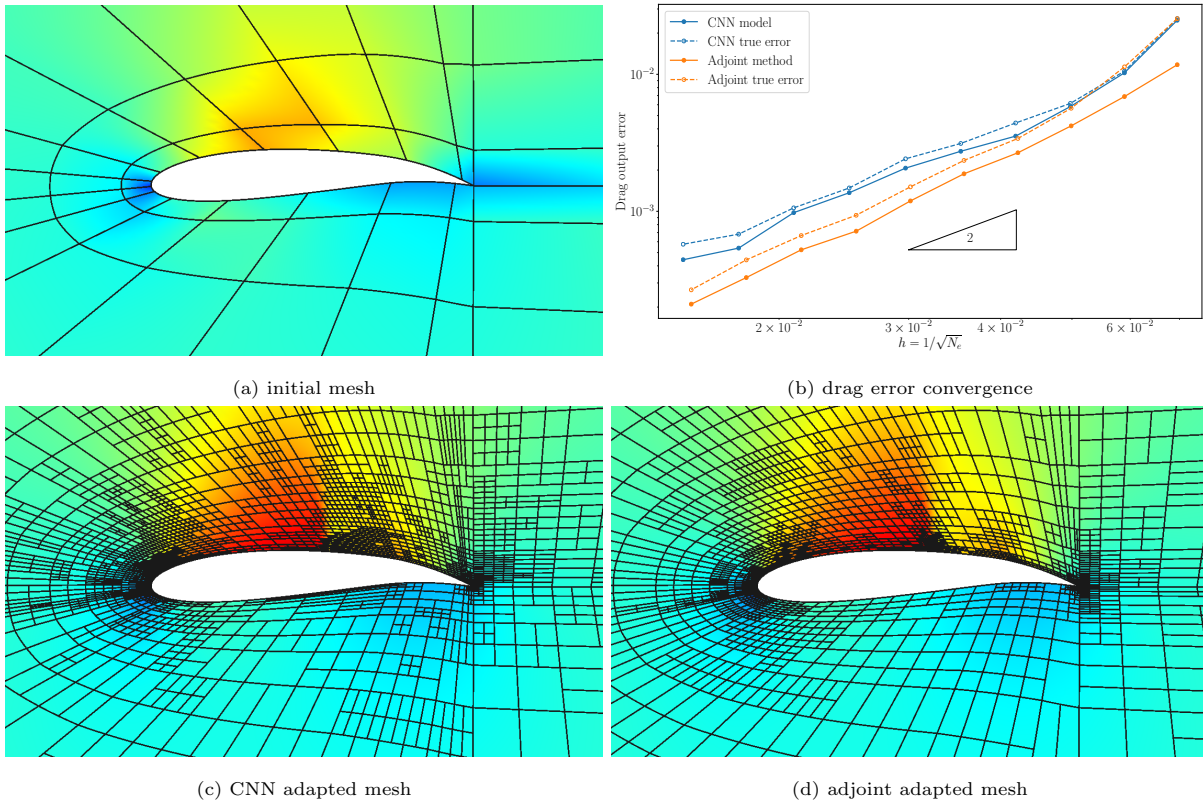 CNN model
CNN true error
Adjoint method
Adjoint true error
Drag output error
10⁻²
10⁻³
2
2 × 10⁻²
3 × 10⁻²
4 × 10⁻²
6 × 10⁻²
h = 1/√Nₑ
(a) initial mesh
(b) drag error convergence
(c) CNN adapted mesh
(d) adjoint adapted mesh